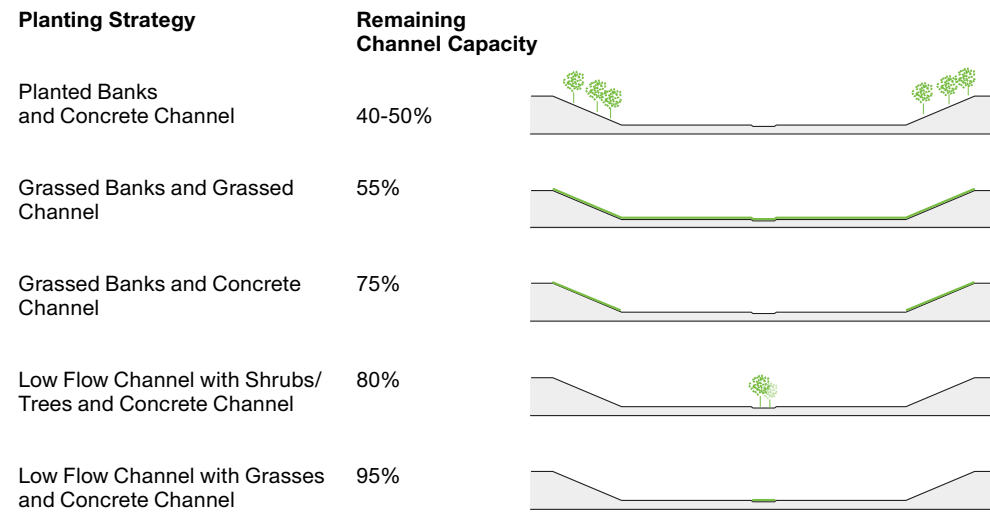 Planting Strategy
Remaining
Channel Capacity
Planted Banks
and Concrete Channel
40-50%
Grassed Banks and Grassed
Channel
55%
Grassed Banks and Concrete
Channel
75%
Low Flow Channel with Shrubs/
Trees and Concrete Channel
80%
Low Flow Channel with Grasses
and Concrete Channel
95%